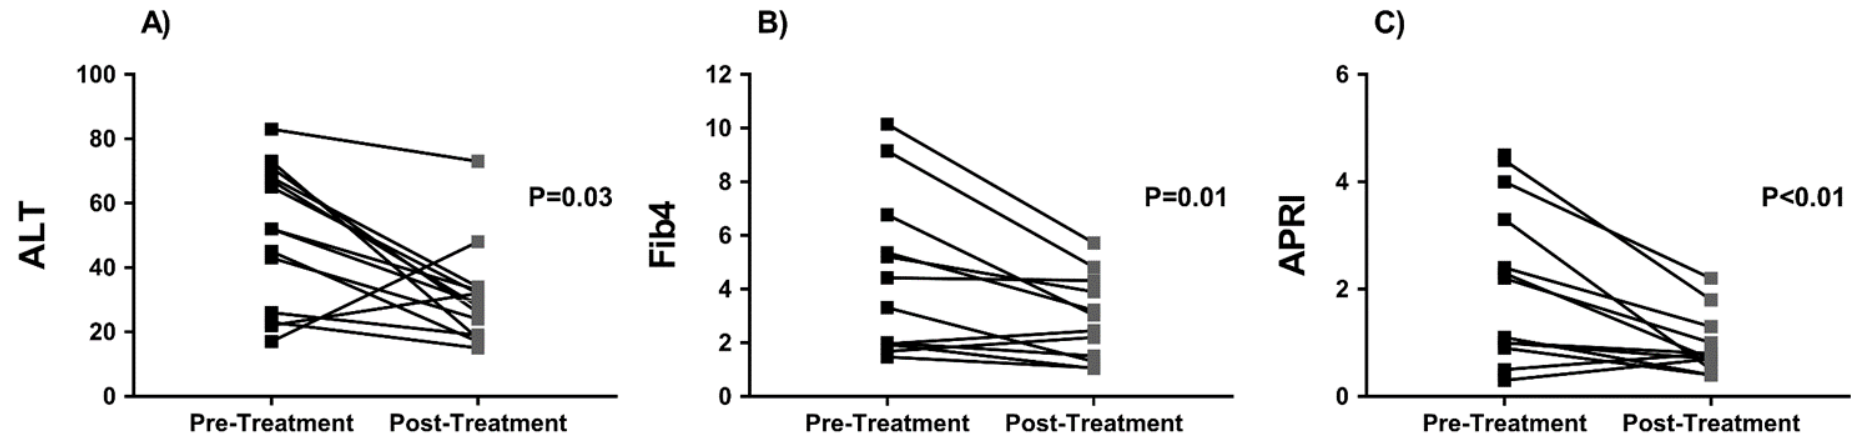 A)
ALT
100
80
60
40
20
0
P=0.03
Pre-Treatment
Post-Treatment
B)
Fib4
12
10
8
6
4
2
0
P=0.01
Pre-Treatment
Post-Treatment
C)
APRI
6
4
2
0
P<0.01
Pre-Treatment
Post-Treatment